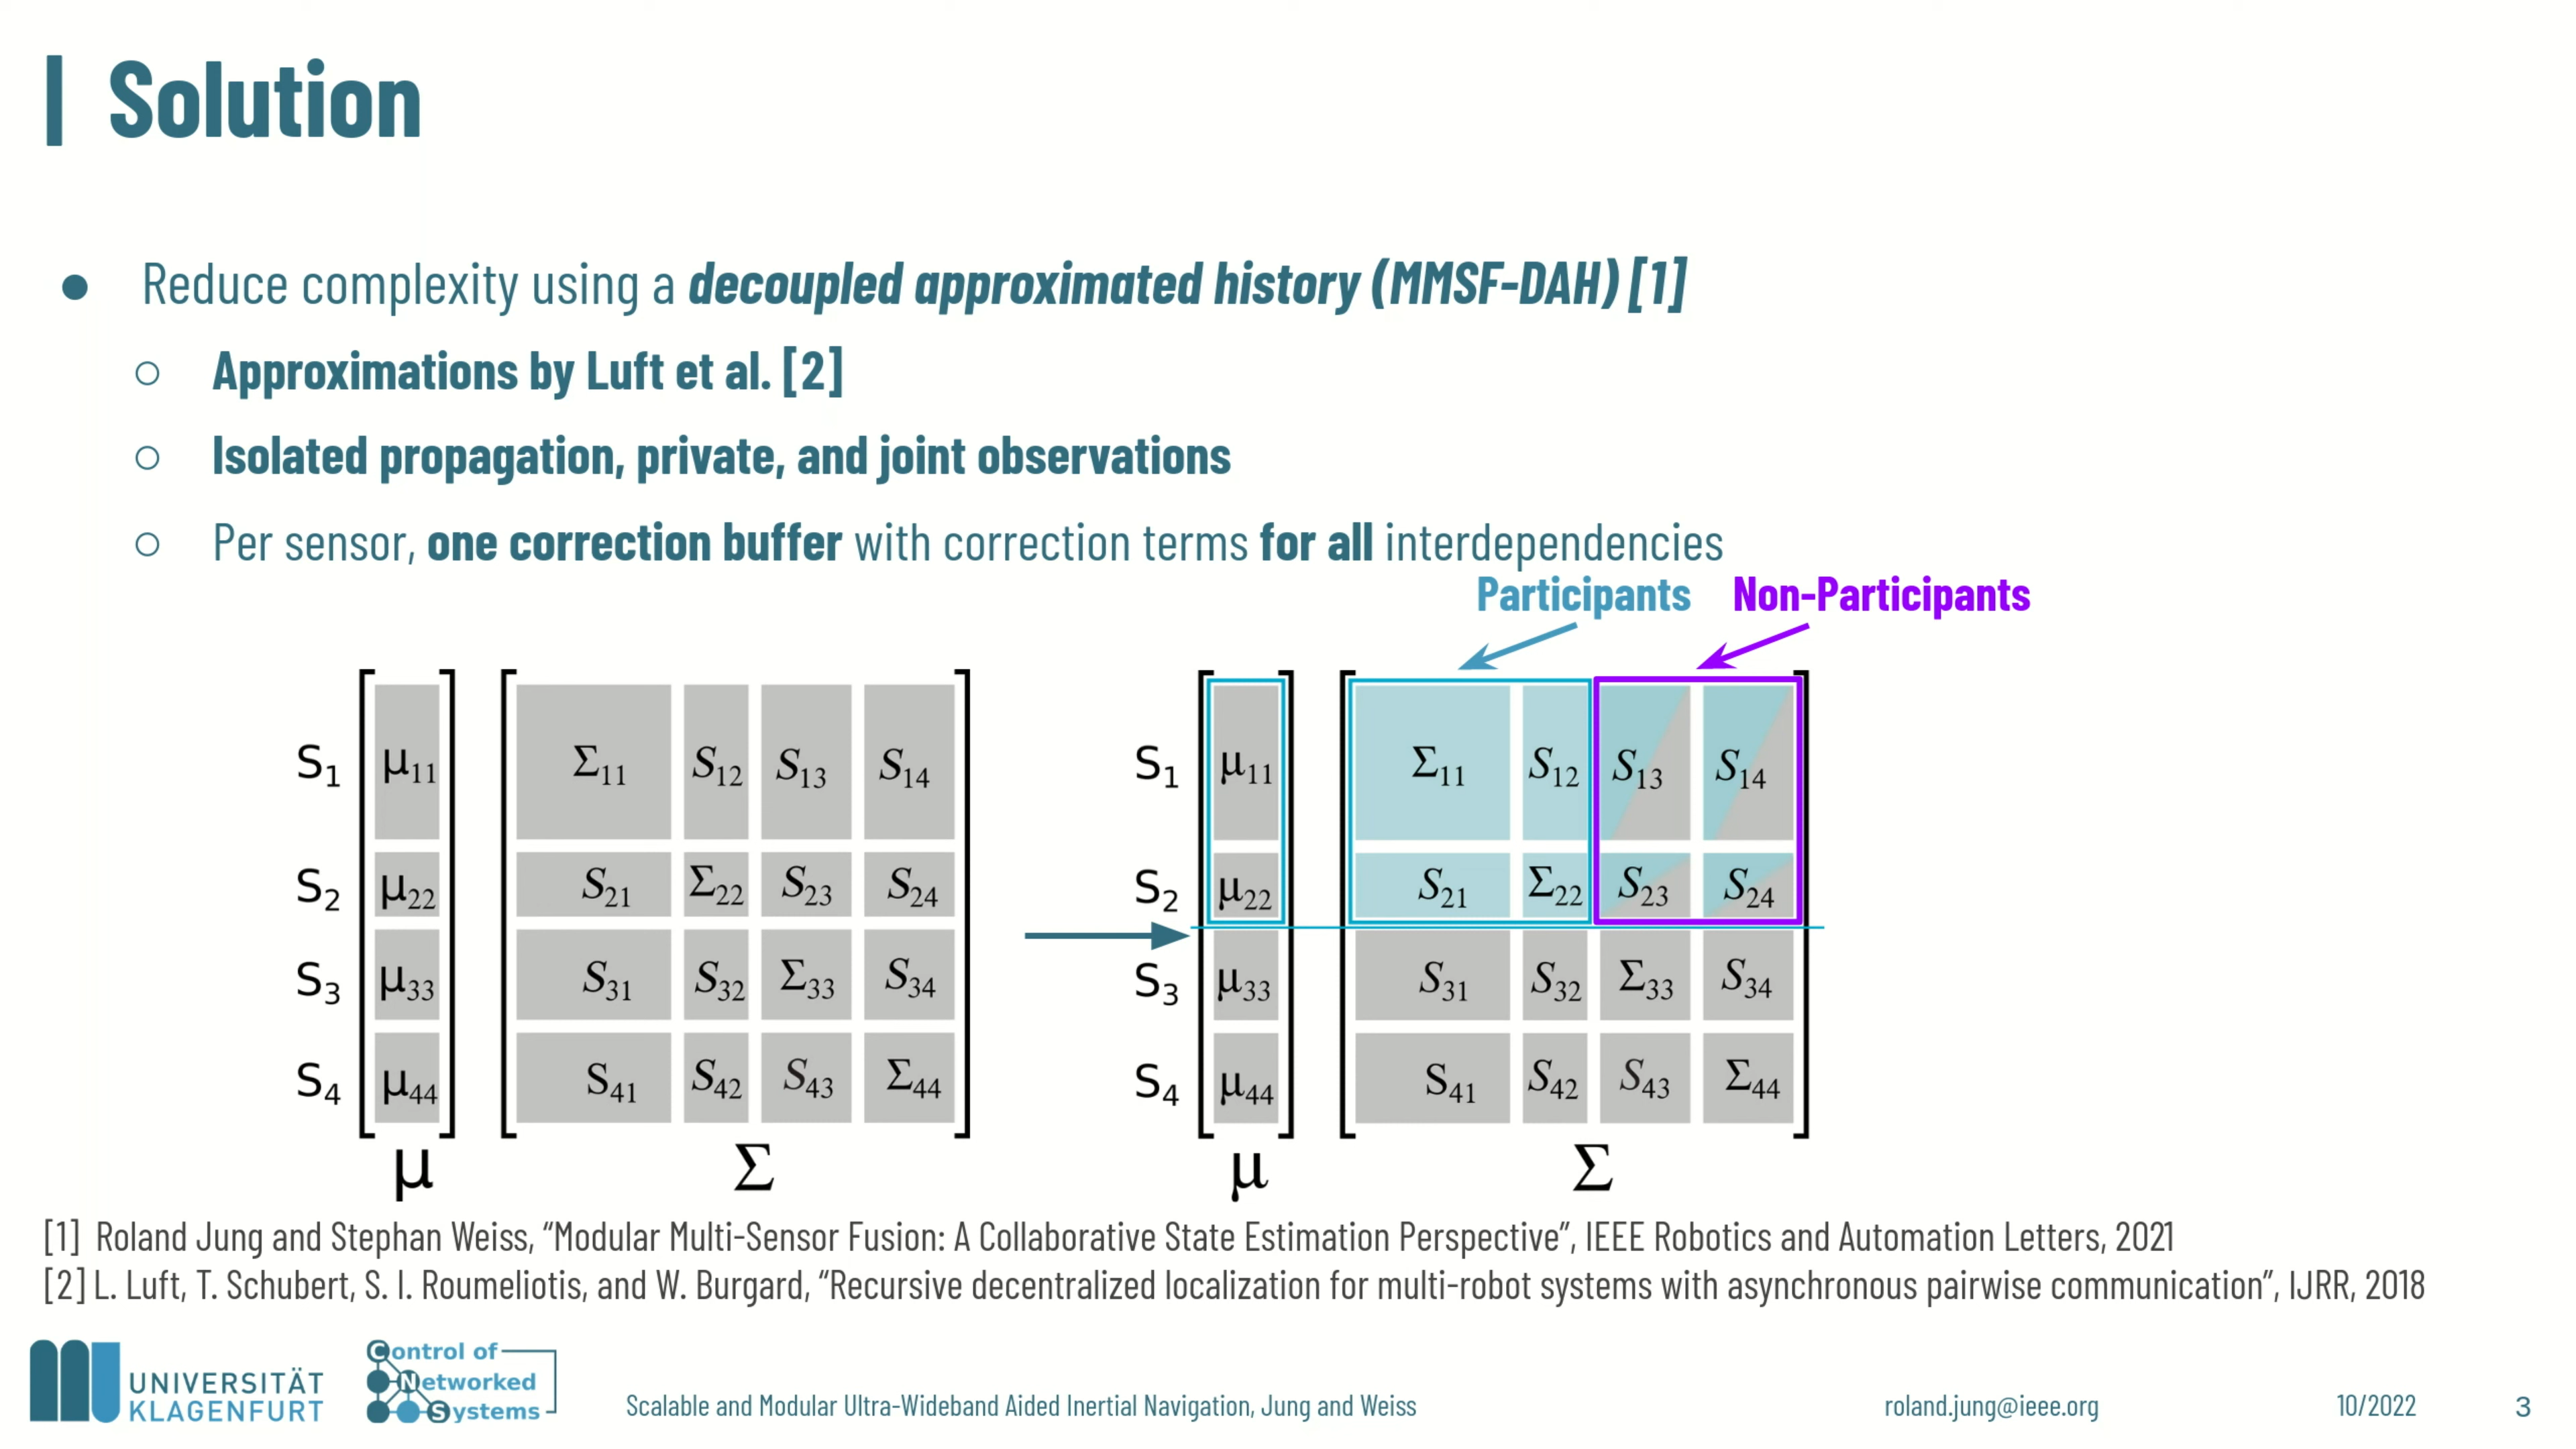 Solution
● Reduce complexity using a decoupled approximated history (MMSF-DAH) [1]
○ Approximations by Luft et al. [2]
○ Isolated propagation, private, and joint observations
○ Per sensor, one correction buffer with correction terms for all interdependencies
Participants Non-Participants
S1 μ11 Σ11 S12 S13 S14
S2 μ22 S21 Σ22 S23 S24
S3 μ33 S31 S32 Σ33 S34
S4 μ44 S41 S42 S43 Σ44
μ Σ
S1 μ11 Σ11 S12 S13 S14
S2 μ22 S21 Σ22 S23 S24
S3 μ33 S31 S32 Σ33 S34
S4 μ44 S41 S42 S43 Σ44
μ Σ
[1] Roland Jung and Stephan Weiss, “Modular Multi-Sensor Fusion: A Collaborative State Estimation Perspective”, IEEE Robotics and Automation Letters, 2021
[2] L. Luft, T. Schubert, S. I. Roumeliotis, and W. Burgard, “Recursive decentralized localization for multi-robot systems with asynchronous pairwise communication”, IJRR, 2018
UNIVERSITÄT
KLAGENFURT
Control of
Networked
Systems
Scalable and Modular Ultra-Wideband Aided Inertial Navigation, Jung and Weiss
roland.jung@ieee.org
10/2022
3